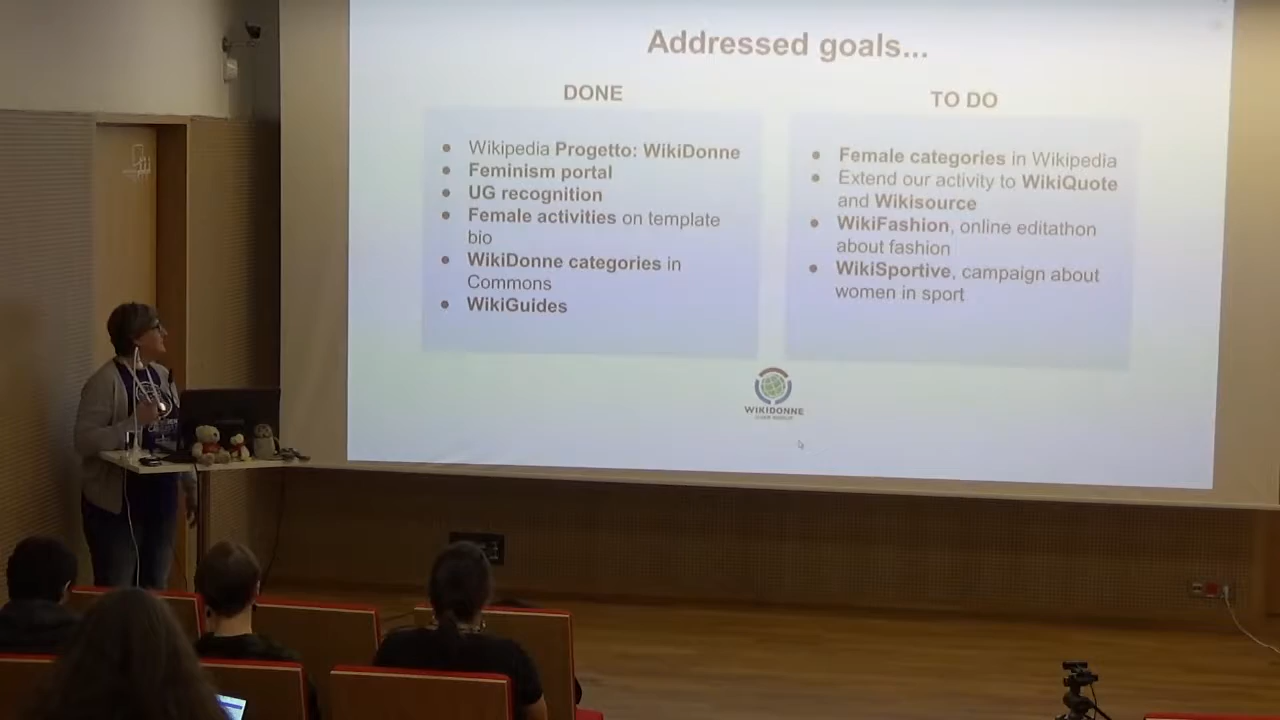 Addressed goals...
DONE
Wikipedia Progetto: WikiDonne
Feminism portal
UG recognition
Female activities on template
bio
WikiDonne categories in
Commons
WikiGuides
TO DO
Female categories in Wikipedia
Extend our activity to WikiQuote
and Wikisource
WikiFashion, online editathon
about fashion
WikiSportive, campaign about
women in sport
WIKIDONNE